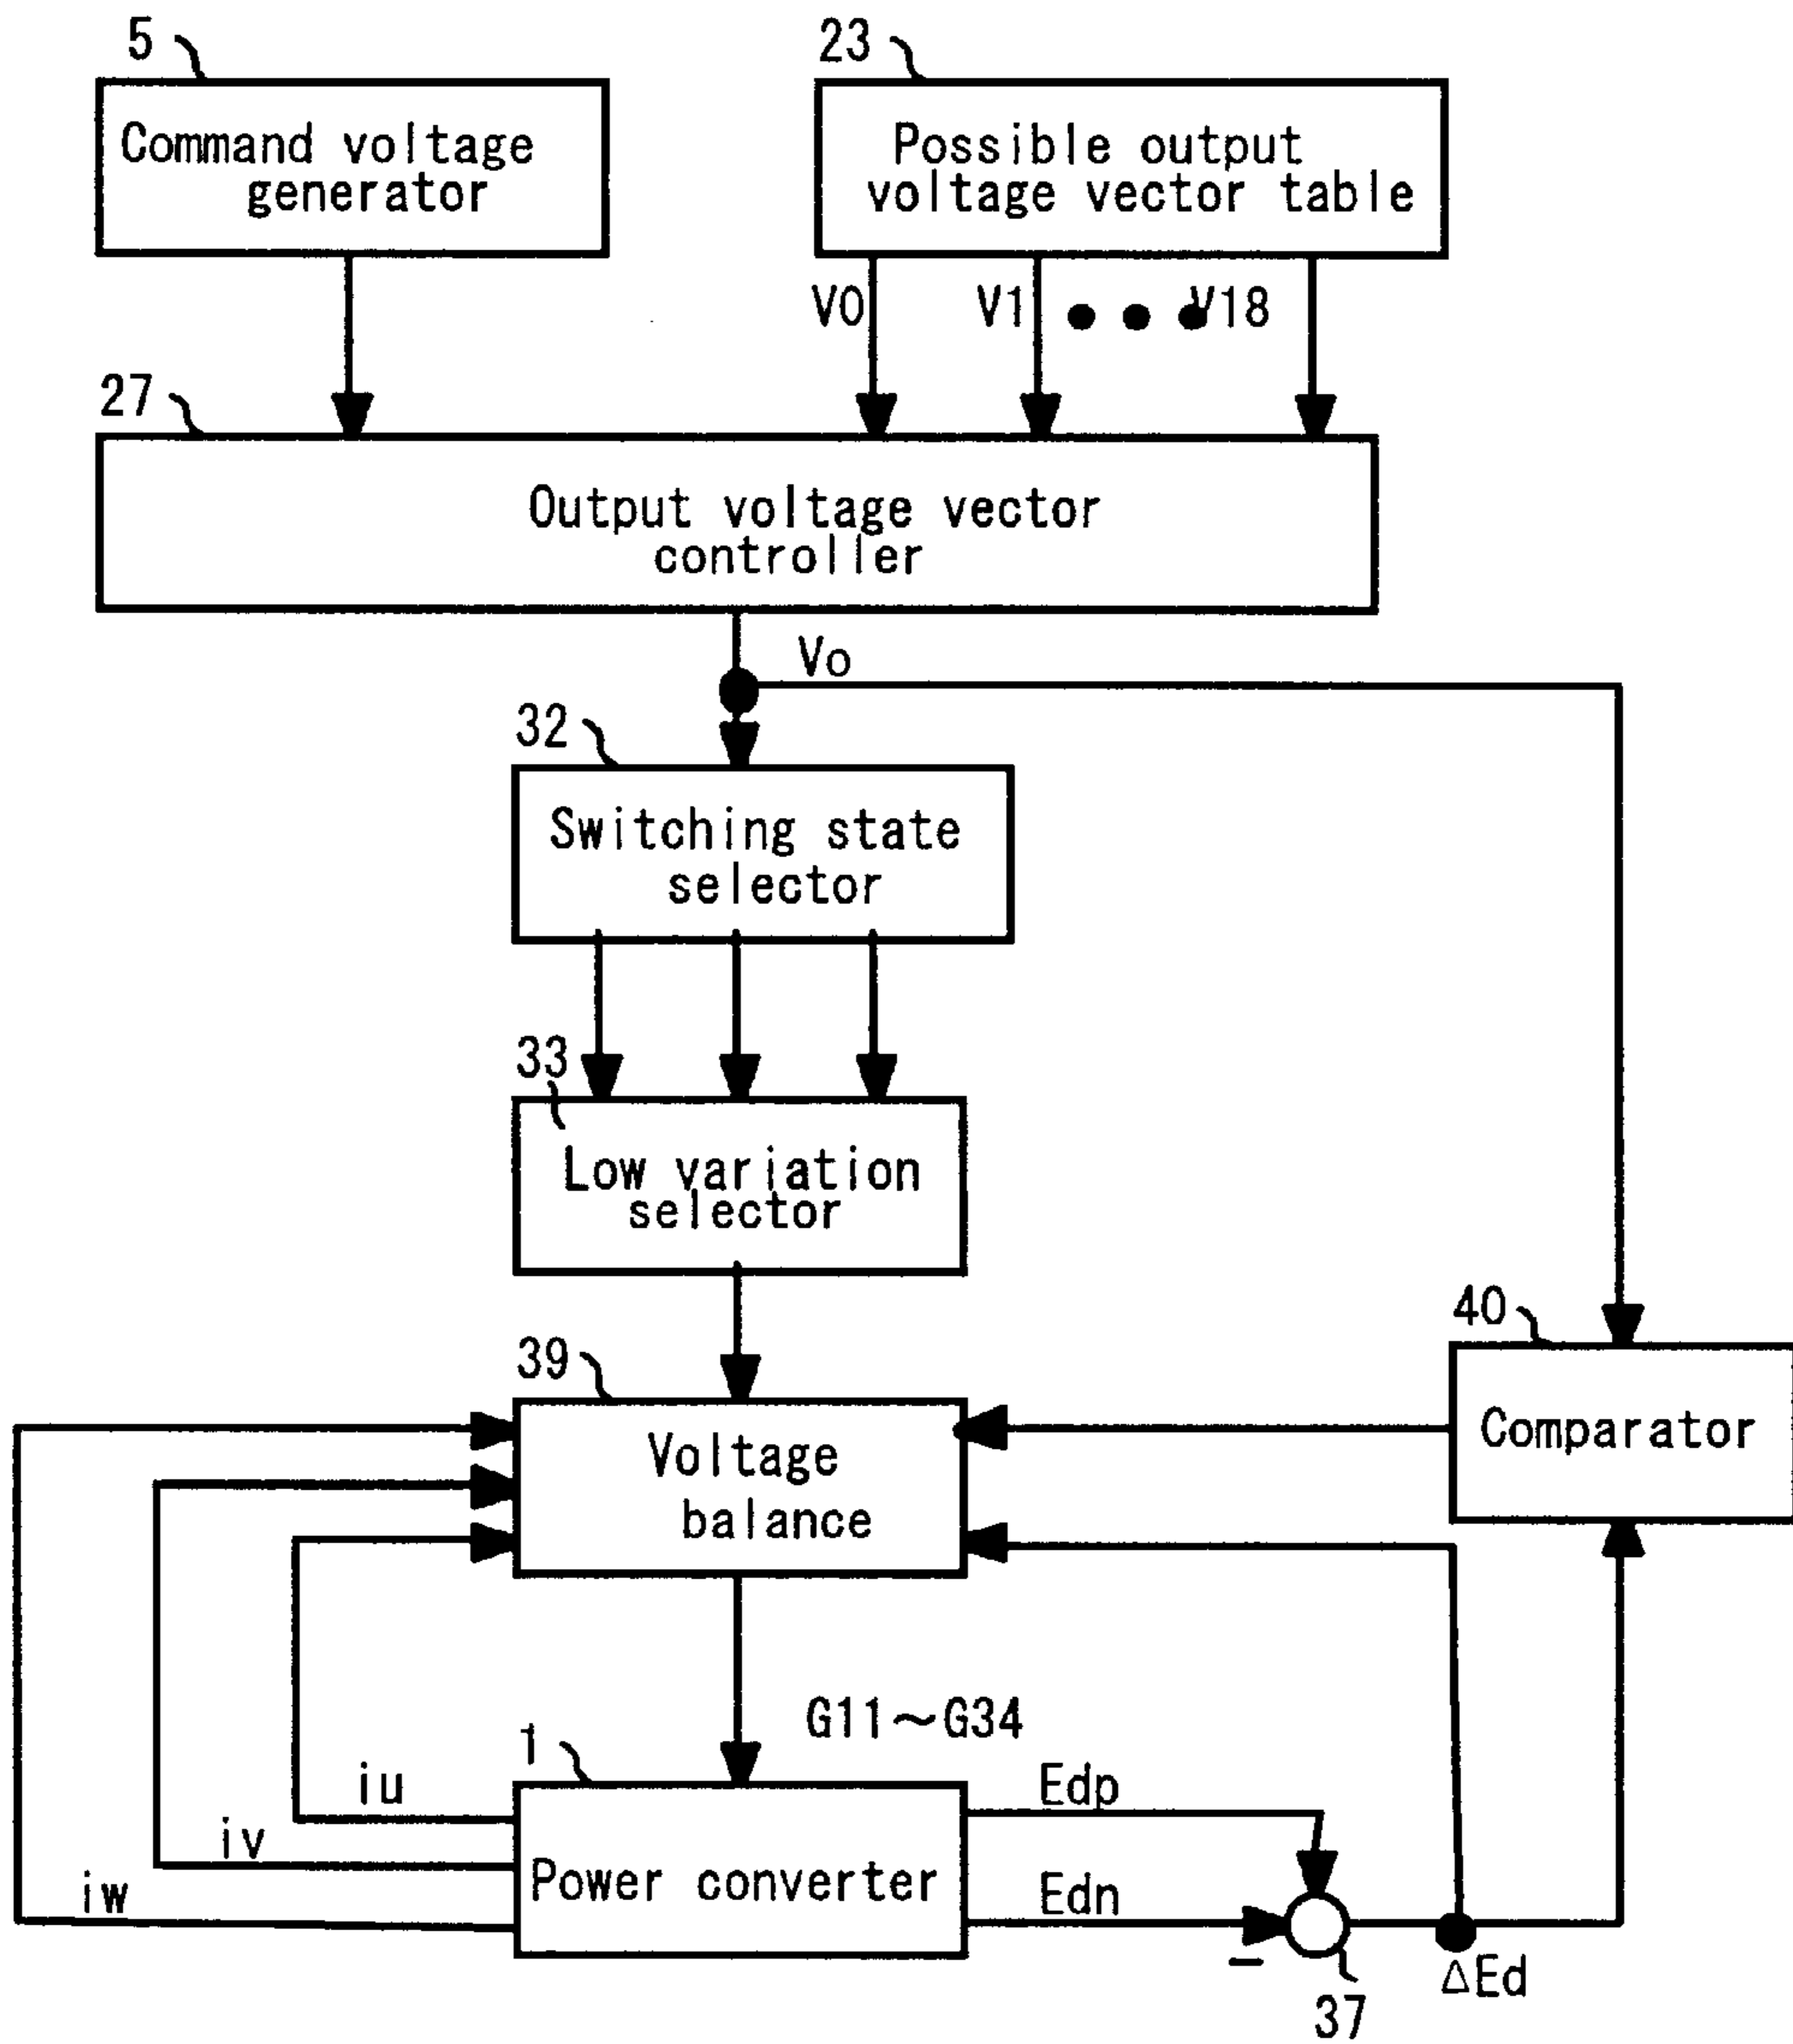 5
23
Command voltage
generator
Possible output
voltage vector table
V0
V1
V18
27
Output voltage vector
controller
Vo
32
Switching state
selector
33
Low variation
selector
39
40
Voltage
balance
Comparator
G11～G34
1
iu
Edp
iv
Power converter
iw
Edn
−
ΔEd
37